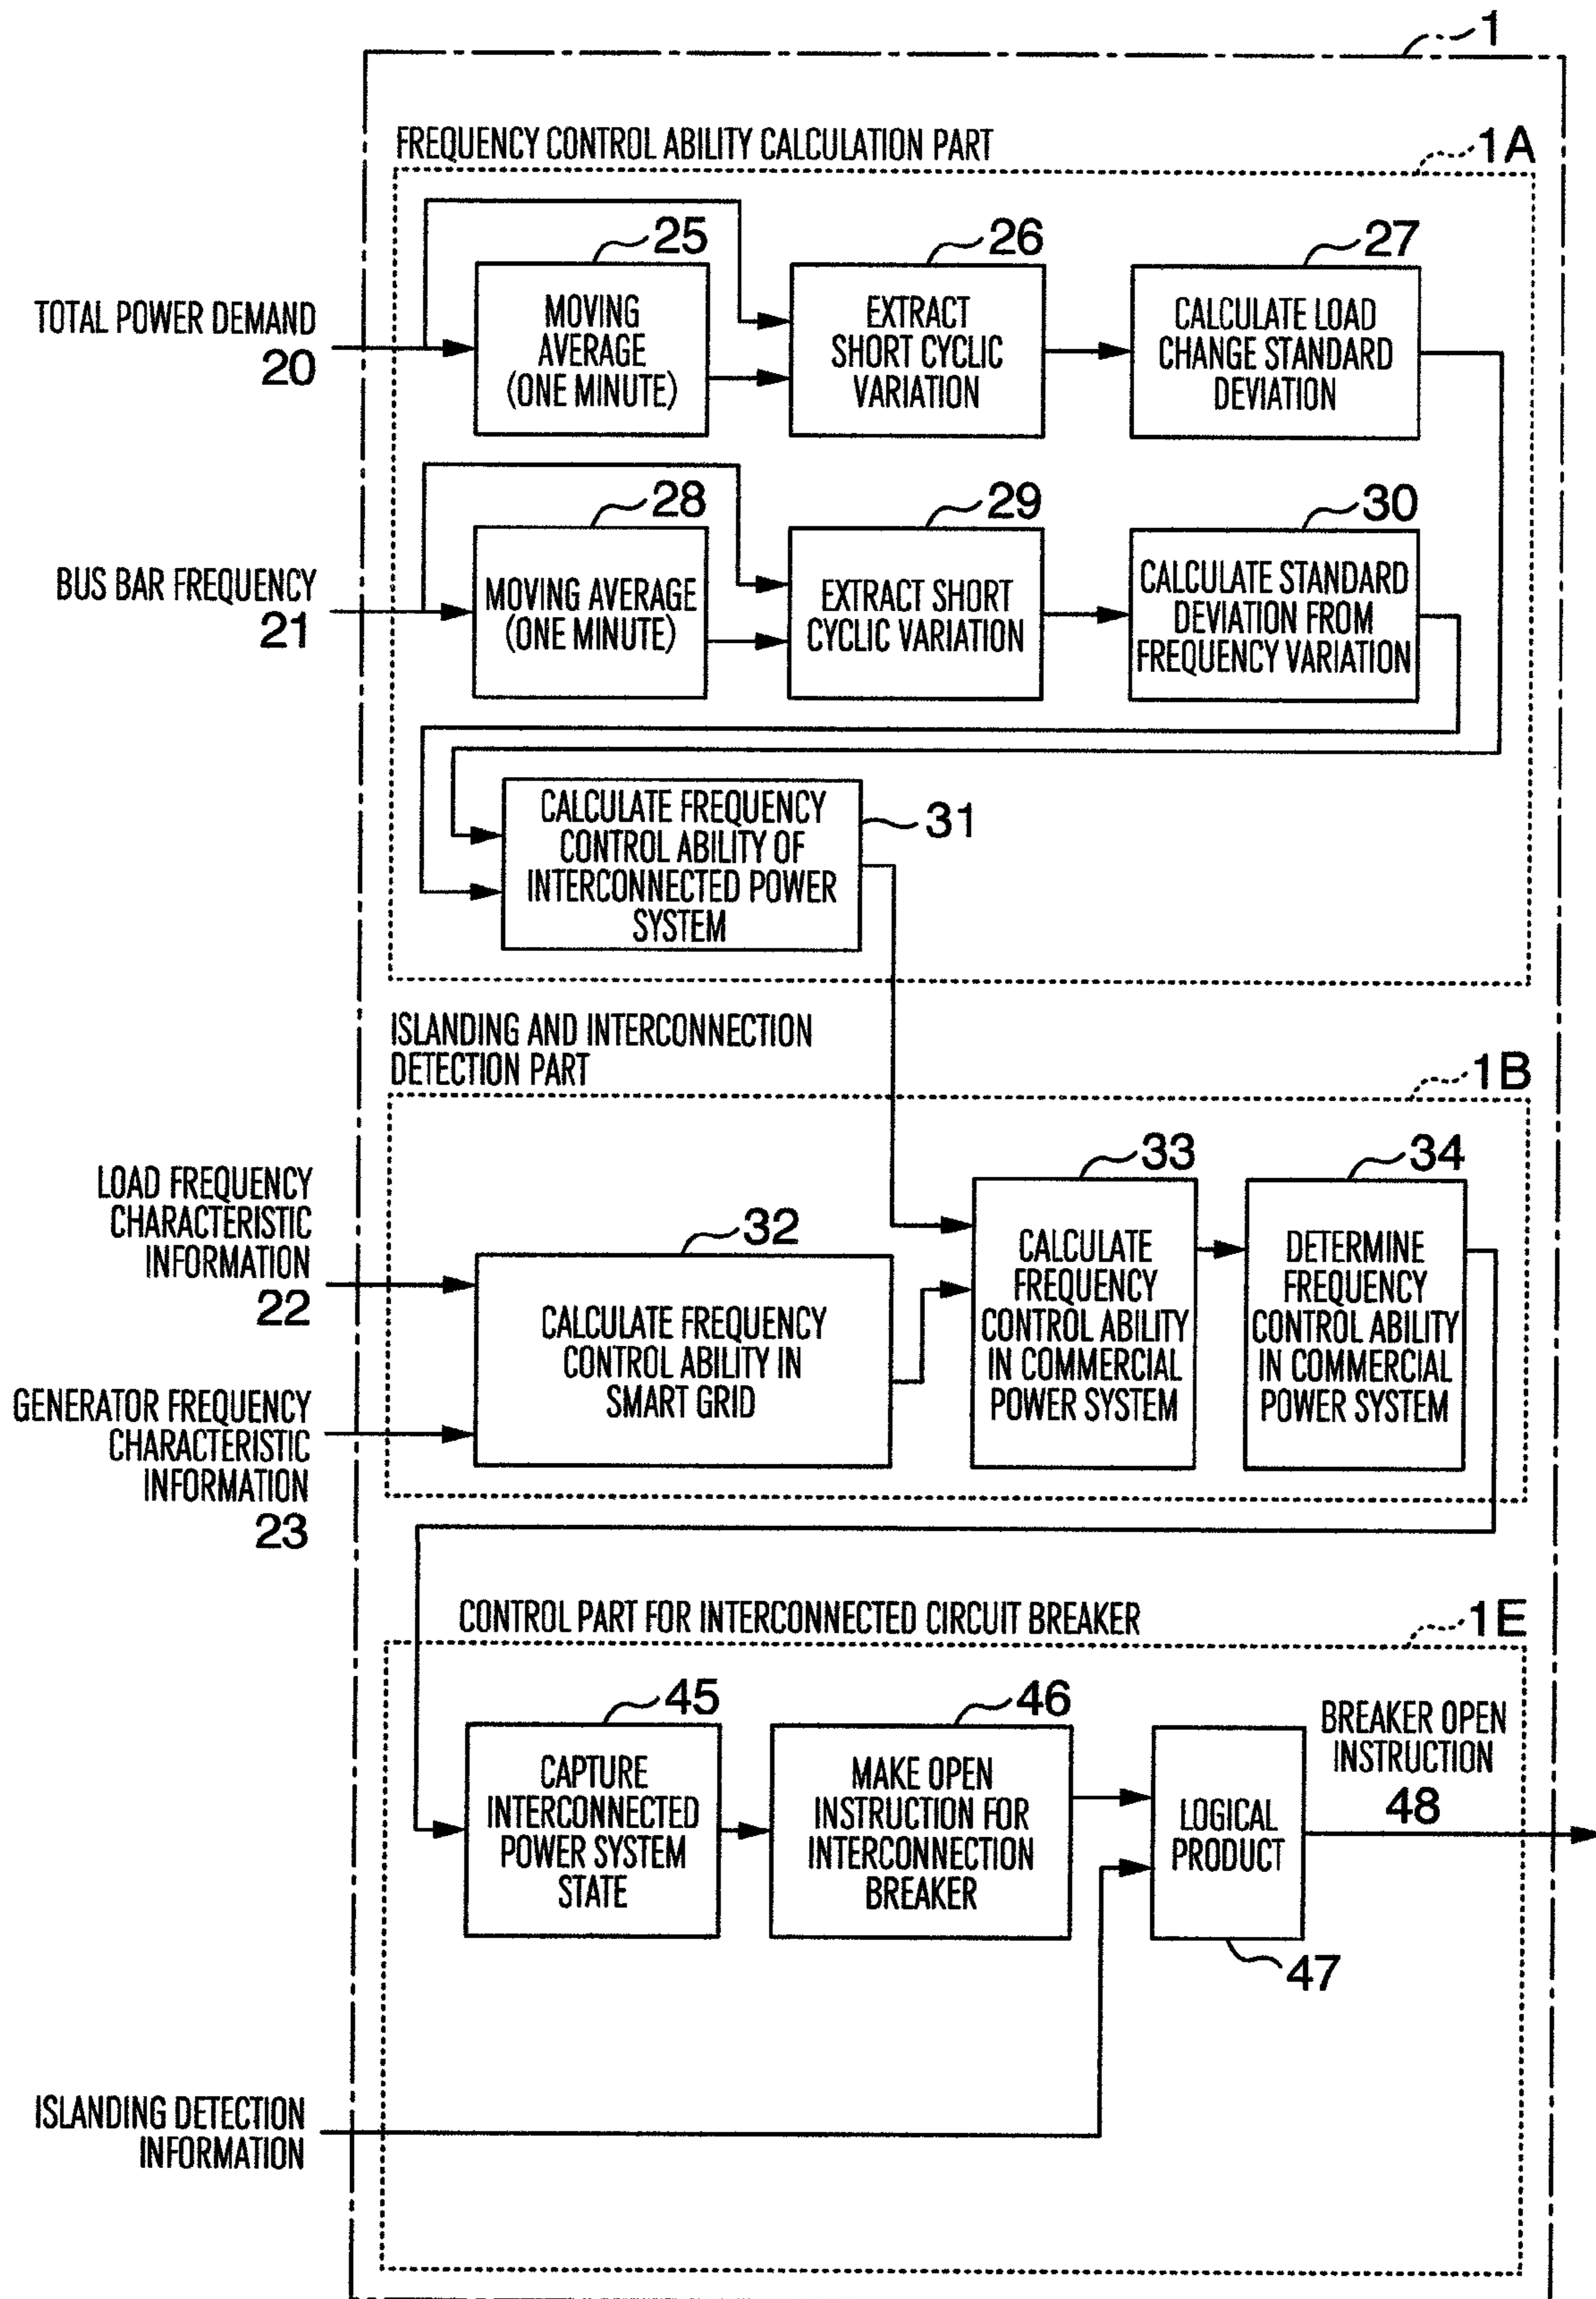 1
FREQUENCY CONTROL ABILITY CALCULATION PART
1A
TOTAL POWER DEMAND
20
25
MOVING
AVERAGE
(ONE MINUTE)
26
EXTRACT
SHORT CYCLIC
VARIATION
27
CALCULATE LOAD
CHANGE STANDARD
DEVIATION
BUS BAR FREQUENCY
21
28
MOVING AVERAGE
(ONE MINUTE)
29
EXTRACT SHORT
CYCLIC VARIATION
30
CALCULATE STANDARD
DEVIATION FROM
FREQUENCY VARIATION
CALCULATE FREQUENCY
CONTROL ABILITY OF
INTERCONNECTED POWER
SYSTEM
31
ISLANDING AND INTERCONNECTION
DETECTION PART
1B
LOAD FREQUENCY
CHARACTERISTIC
INFORMATION
22
GENERATOR FREQUENCY
CHARACTERISTIC
INFORMATION
23
32
CALCULATE FREQUENCY
CONTROL ABILITY IN
SMART GRID
33
CALCULATE
FREQUENCY
CONTROL ABILITY
IN COMMERCIAL
POWER SYSTEM
34
DETERMINE
FREQUENCY
CONTROL ABILITY
IN COMMERCIAL
POWER SYSTEM
CONTROL PART FOR INTERCONNECTED CIRCUIT BREAKER
1E
45
CAPTURE
INTERCONNECTED
POWER SYSTEM
STATE
46
MAKE OPEN
INSTRUCTION FOR
INTERCONNECTION
BREAKER
LOGICAL
PRODUCT
47
BREAKER OPEN
INSTRUCTION
48
ISLANDING DETECTION
INFORMATION